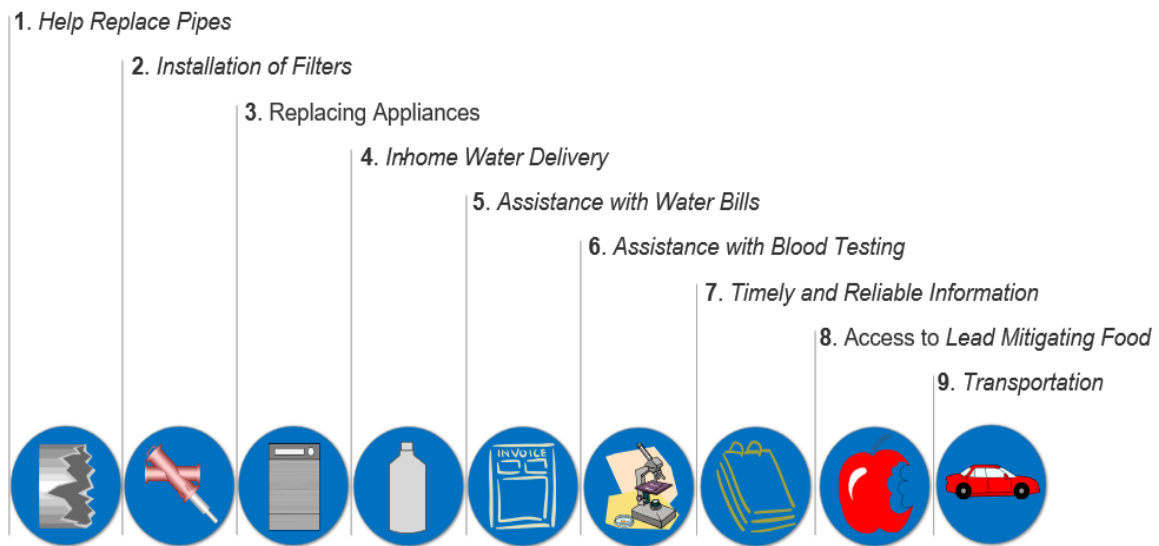 1. Help Replace Pipes
2. Installation of Filters
3. Replacing Appliances
4. Inhome Water Delivery
5. Assistance with Water Bills
6. Assistance with Blood Testing
7. Timely and Reliable Information
8. Access to Lead Mitigating Food
9. Transportation
INVOICE